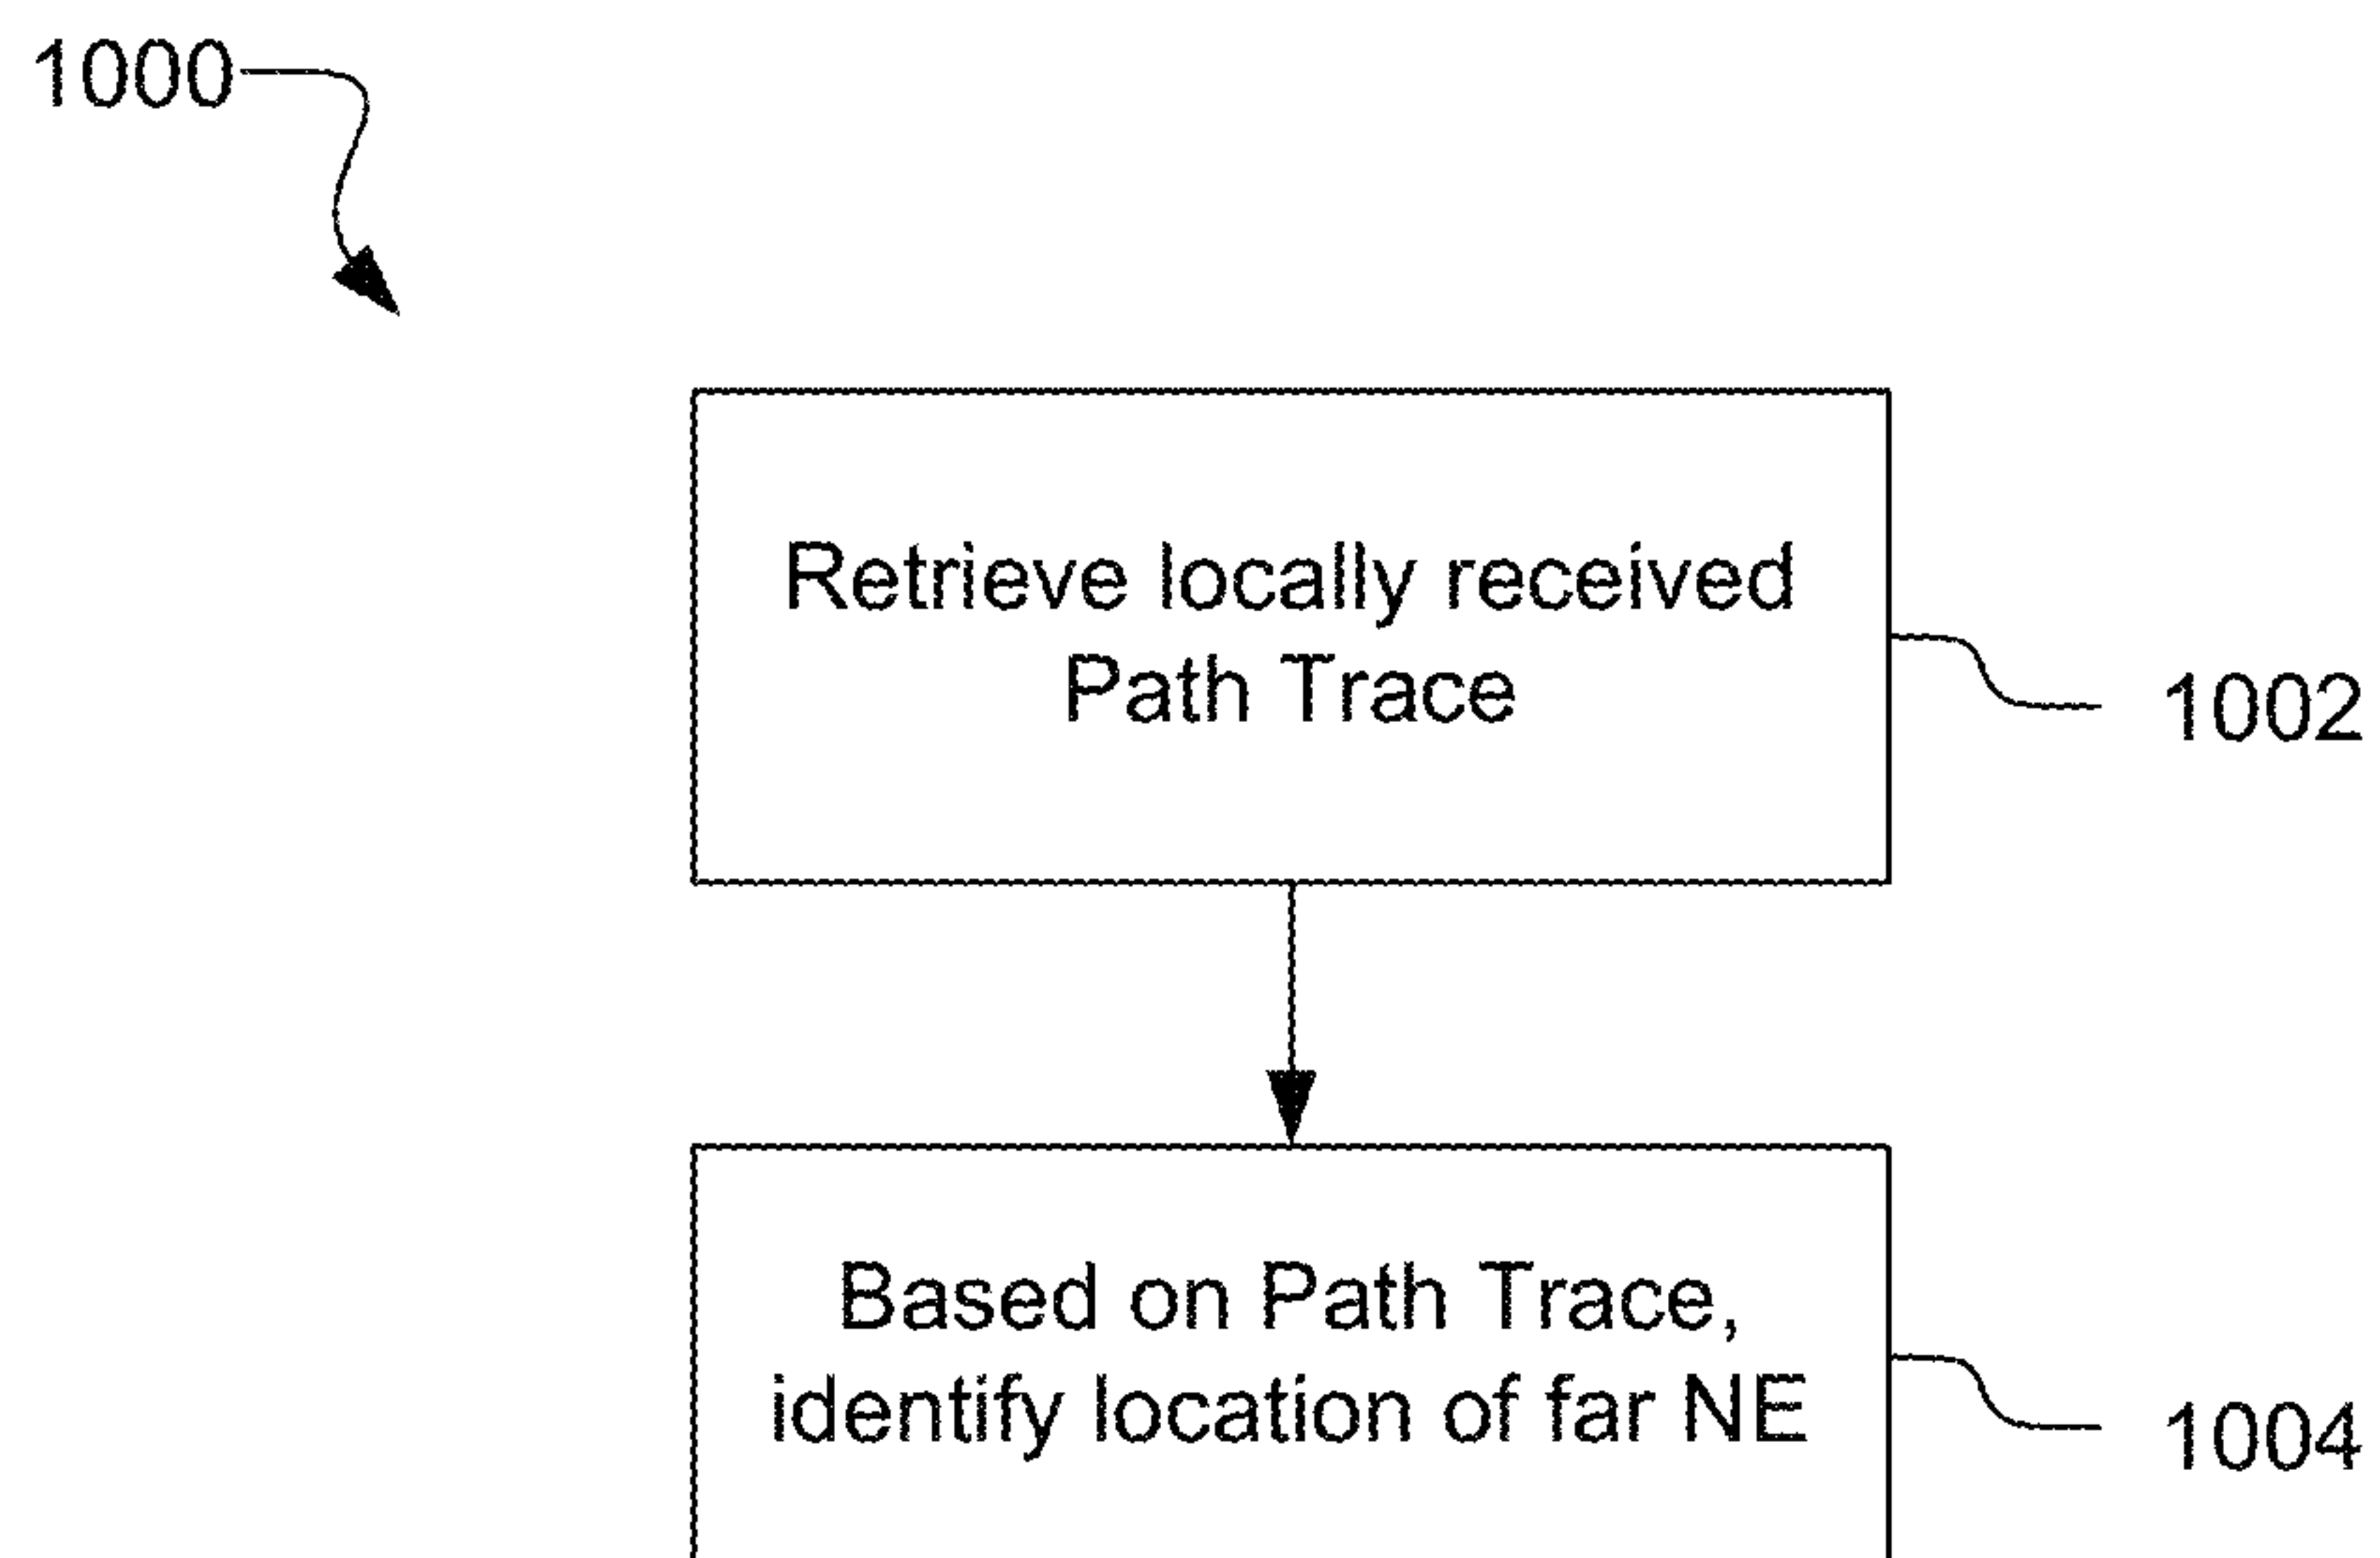 1000
Retrieve locally received
Path Trace
1002
Based on Path Trace,
identify location of far NE
1004